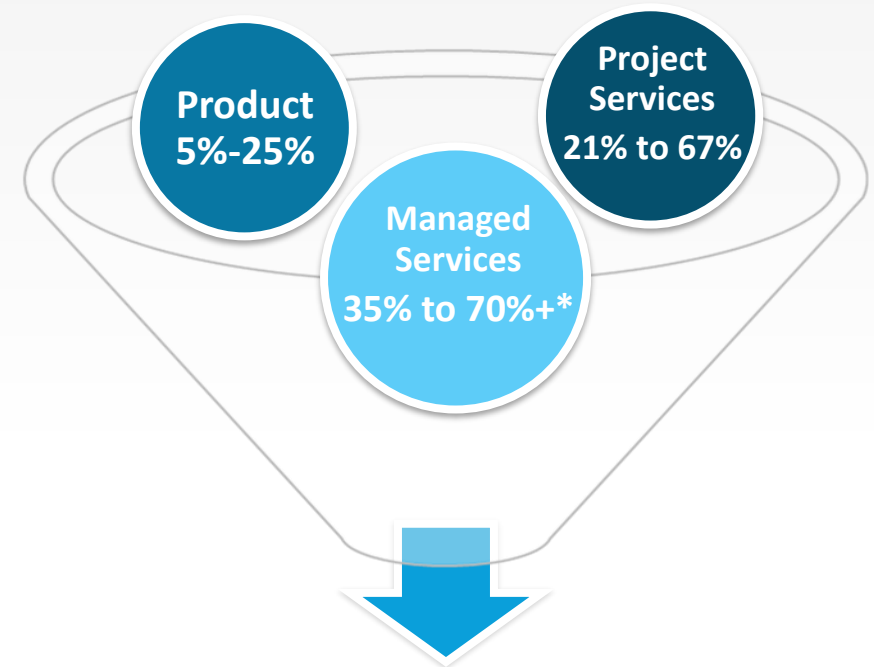 Product
5%-25%
Project
Services
21% to 67%
Managed
Services
35% to 70%+*